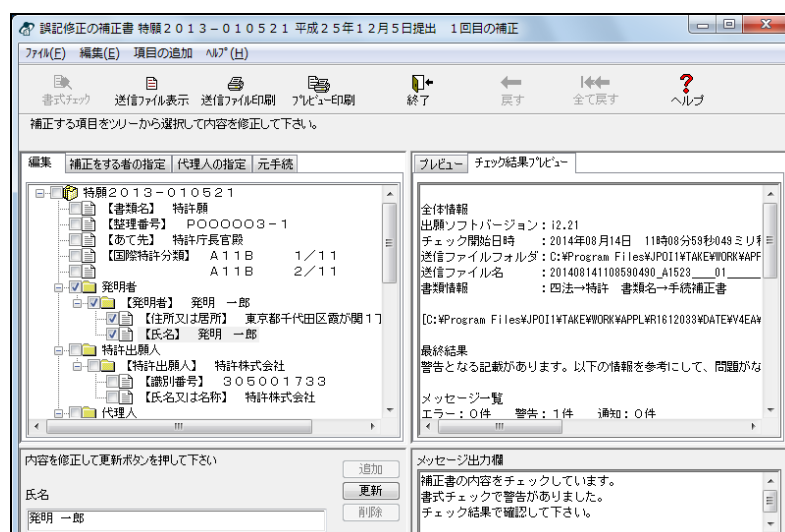 誤記修正の補正書 特願２０１３－０１０５２１ 平成２５年１２月５日提出　１回目の補正
ﾌｧｲﾙ(F) 編集(E) 項目の追加 ﾍﾙﾌﾟ(H)
書式ﾁｪｯｸ 送信ﾌｧｲﾙ表示 送信ﾌｧｲﾙ印刷 ﾌﾟﾚﾋﾞｭｰ印刷 終了 戻す 全て戻す ヘルプ
補正する項目をツリーから選択して内容を修正して下さい。
編集 補正をする者の指定 代理人の指定 元手続
特願２０１３－０１０５２１
【書類名】　特許願
【整理番号】　Ｐ０００００３－１
【あて先】　特許庁長官殿
【国際特許分類】　Ａ１１Ｂ　　　１／１１
Ａ１１Ｂ　　　２／１１
発明者
【発明者】　発明　一郎
【住所又は居所】　東京都千代田区霞が関１丁
【氏名】　発明　一郎
特許出願人
【特許出願人】　特許株式会社
【識別番号】　３０５００１７３３
【氏名又は名称】　特許株式会社
代理人
プレビュー チェック結果ﾌﾟﾚﾋﾞｭｰ
全体情報
出願ソフトバージョン：i2.21
チェック開始日時　　：2014年08月14日　11時08分59秒049ミリ
送信ファイルフォルダ：C:¥Program Files¥JPOI1¥TAKE¥WORK¥APP
送信ファイル名　　　：201408141108590490_A1523____01______
書類情報　　　　　　：四法→特許　書類名→手続補正書
[C:¥Program Files¥JPOI1¥TAKE¥WORK¥APPL¥R1612033¥DATE¥V4EA¥
最終結果
警告となる記載があります。以下の情報を参考にして、問題がな
メッセージ一覧
エラー：０件　警告：１件　通知：０件
内容を修正して更新ボタンを押して下さい
追加
更新
削除
氏名
発明　一郎
メッセージ出力欄
補正書の内容をチェックしています。
書式チェックで警告がありました。
チェック結果で確認して下さい。